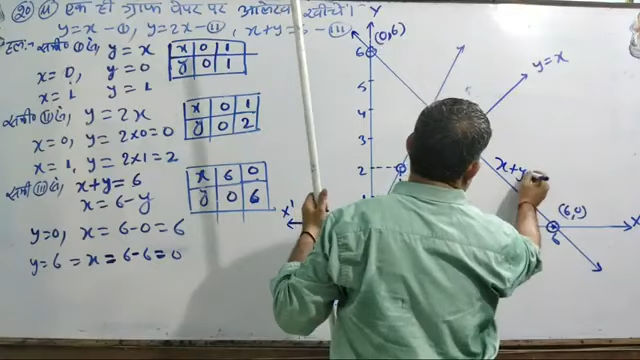 20 (ii) एक ही ग्राफ पेपर पर आलेख खींचें।
y=x - (i), y=2x - (ii), x+y=6 - (iii)
हल:- समी० (i) से, y = x
x = 0, y = 0
x = 1, y = 1
x 0 1
y 0 1
समी० (ii) से, y = 2x
x = 0, y = 2×0 = 0
x = 1, y = 2×1 = 2
x 0 1
y 0 2
समी० (iii) से, x+y = 6
x = 6-y
y=0, x = 6-0 = 6
y=6 = x = 6-6 = 0
x 6 0
y 0 6
Y
(0,6)
6
5
4
3
2
1
y=x
x+y
(6,0)
6
X'
X